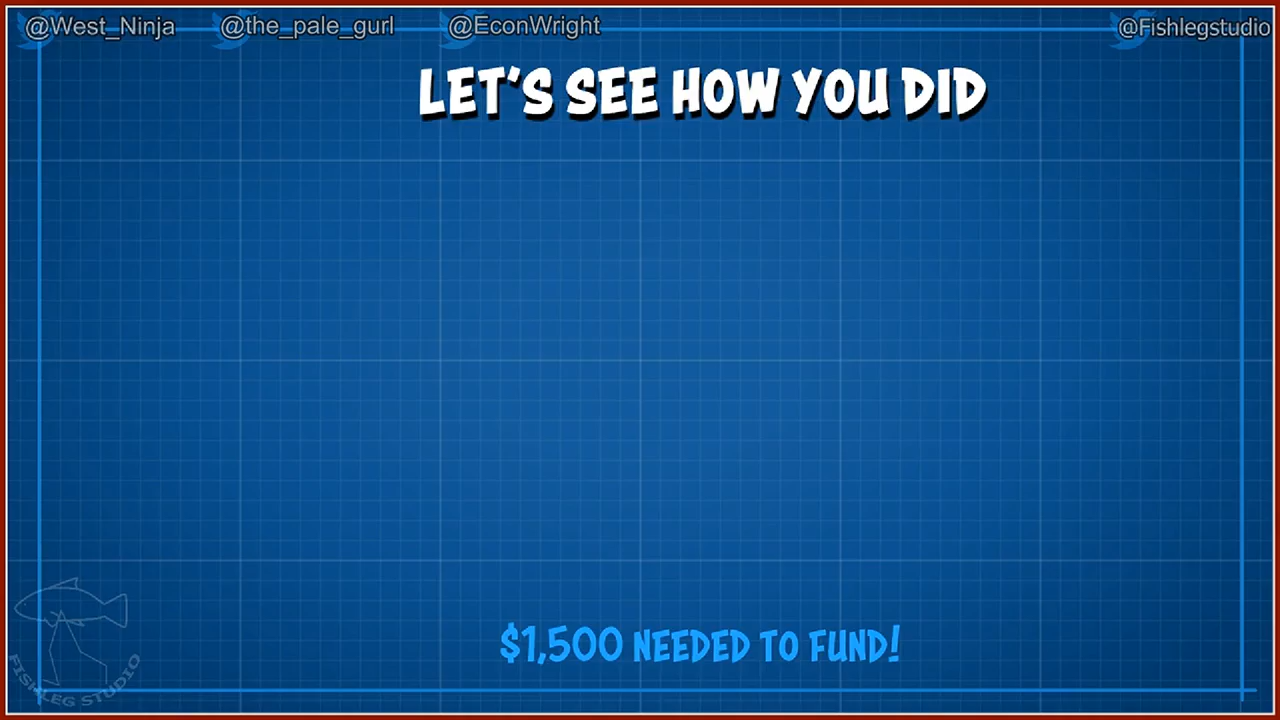 @West_Ninja @the_pale_gurl @EconWright @Fishlegstudio
LET'S SEE HOW YOU DID
$1,500 NEEDED TO FUND!
FISHLEG STUDIO